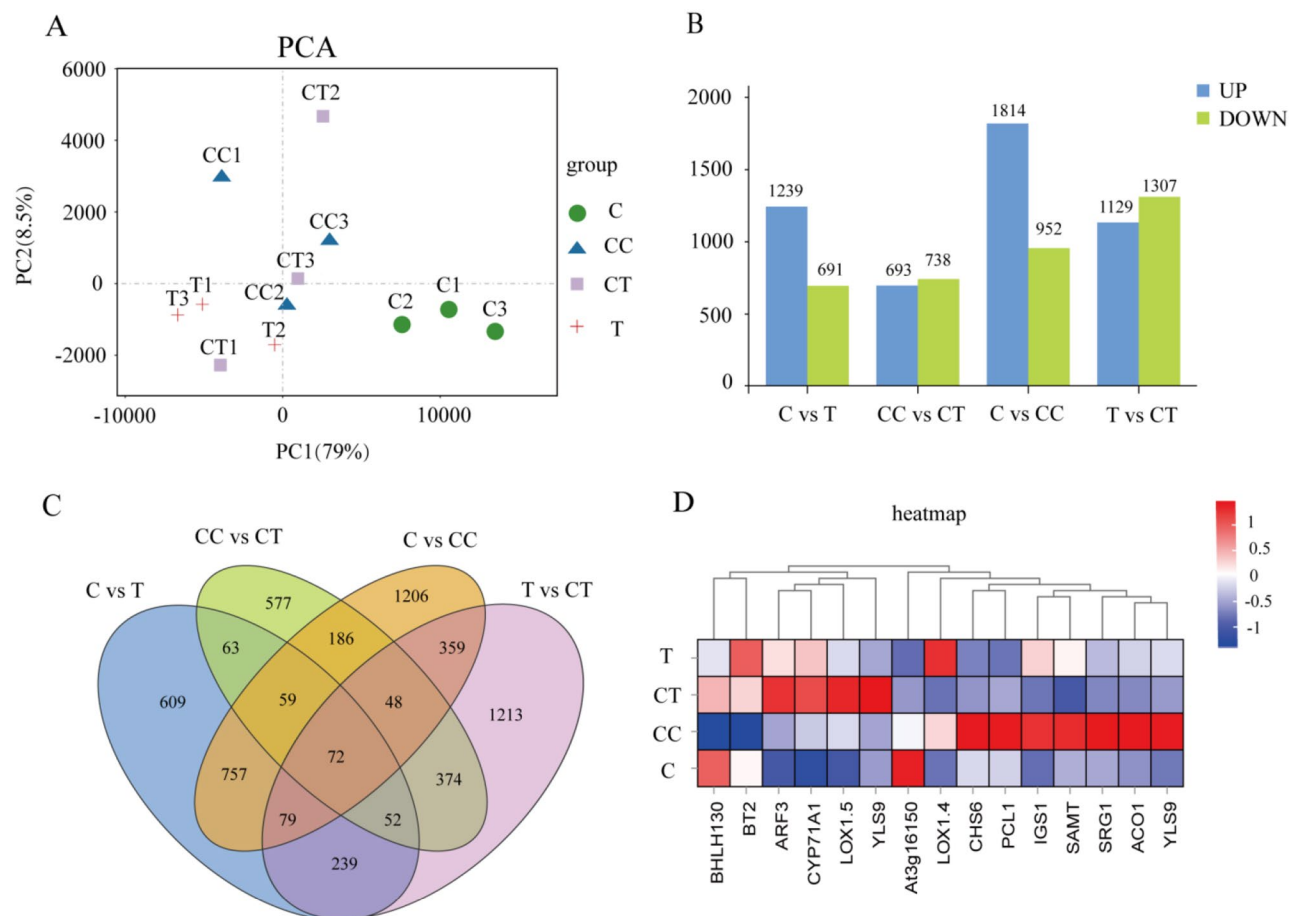 A
PCA
6000
4000
2000
0
-2000
-10000
0
10000
PC2(8.5%)
PC1(79%)
CT2
CC1
CC3
CT3
T3
T1
CC2
T2
CT1
C2
C1
C3
group
C
CC
CT
T
B
2000
1500
1000
500
0
1239
691
693
738
1814
952
1129
1307
C vs T
CC vs CT
C vs CC
T vs CT
UP
DOWN
C
CC vs CT
C vs CC
C vs T
T vs CT
577
1206
186
63
359
59
48
609
1213
72
757
374
79
52
239
D
heatmap
1
0.5
0
-0.5
-1
T
CT
CC
C
BHLH130
BT2
ARF3
CYP71A1
LOX1.5
YLS9
At3g16150
LOX1.4
CHS6
PCL1
IGS1
SAMT
SRG1
ACO1
YLS9